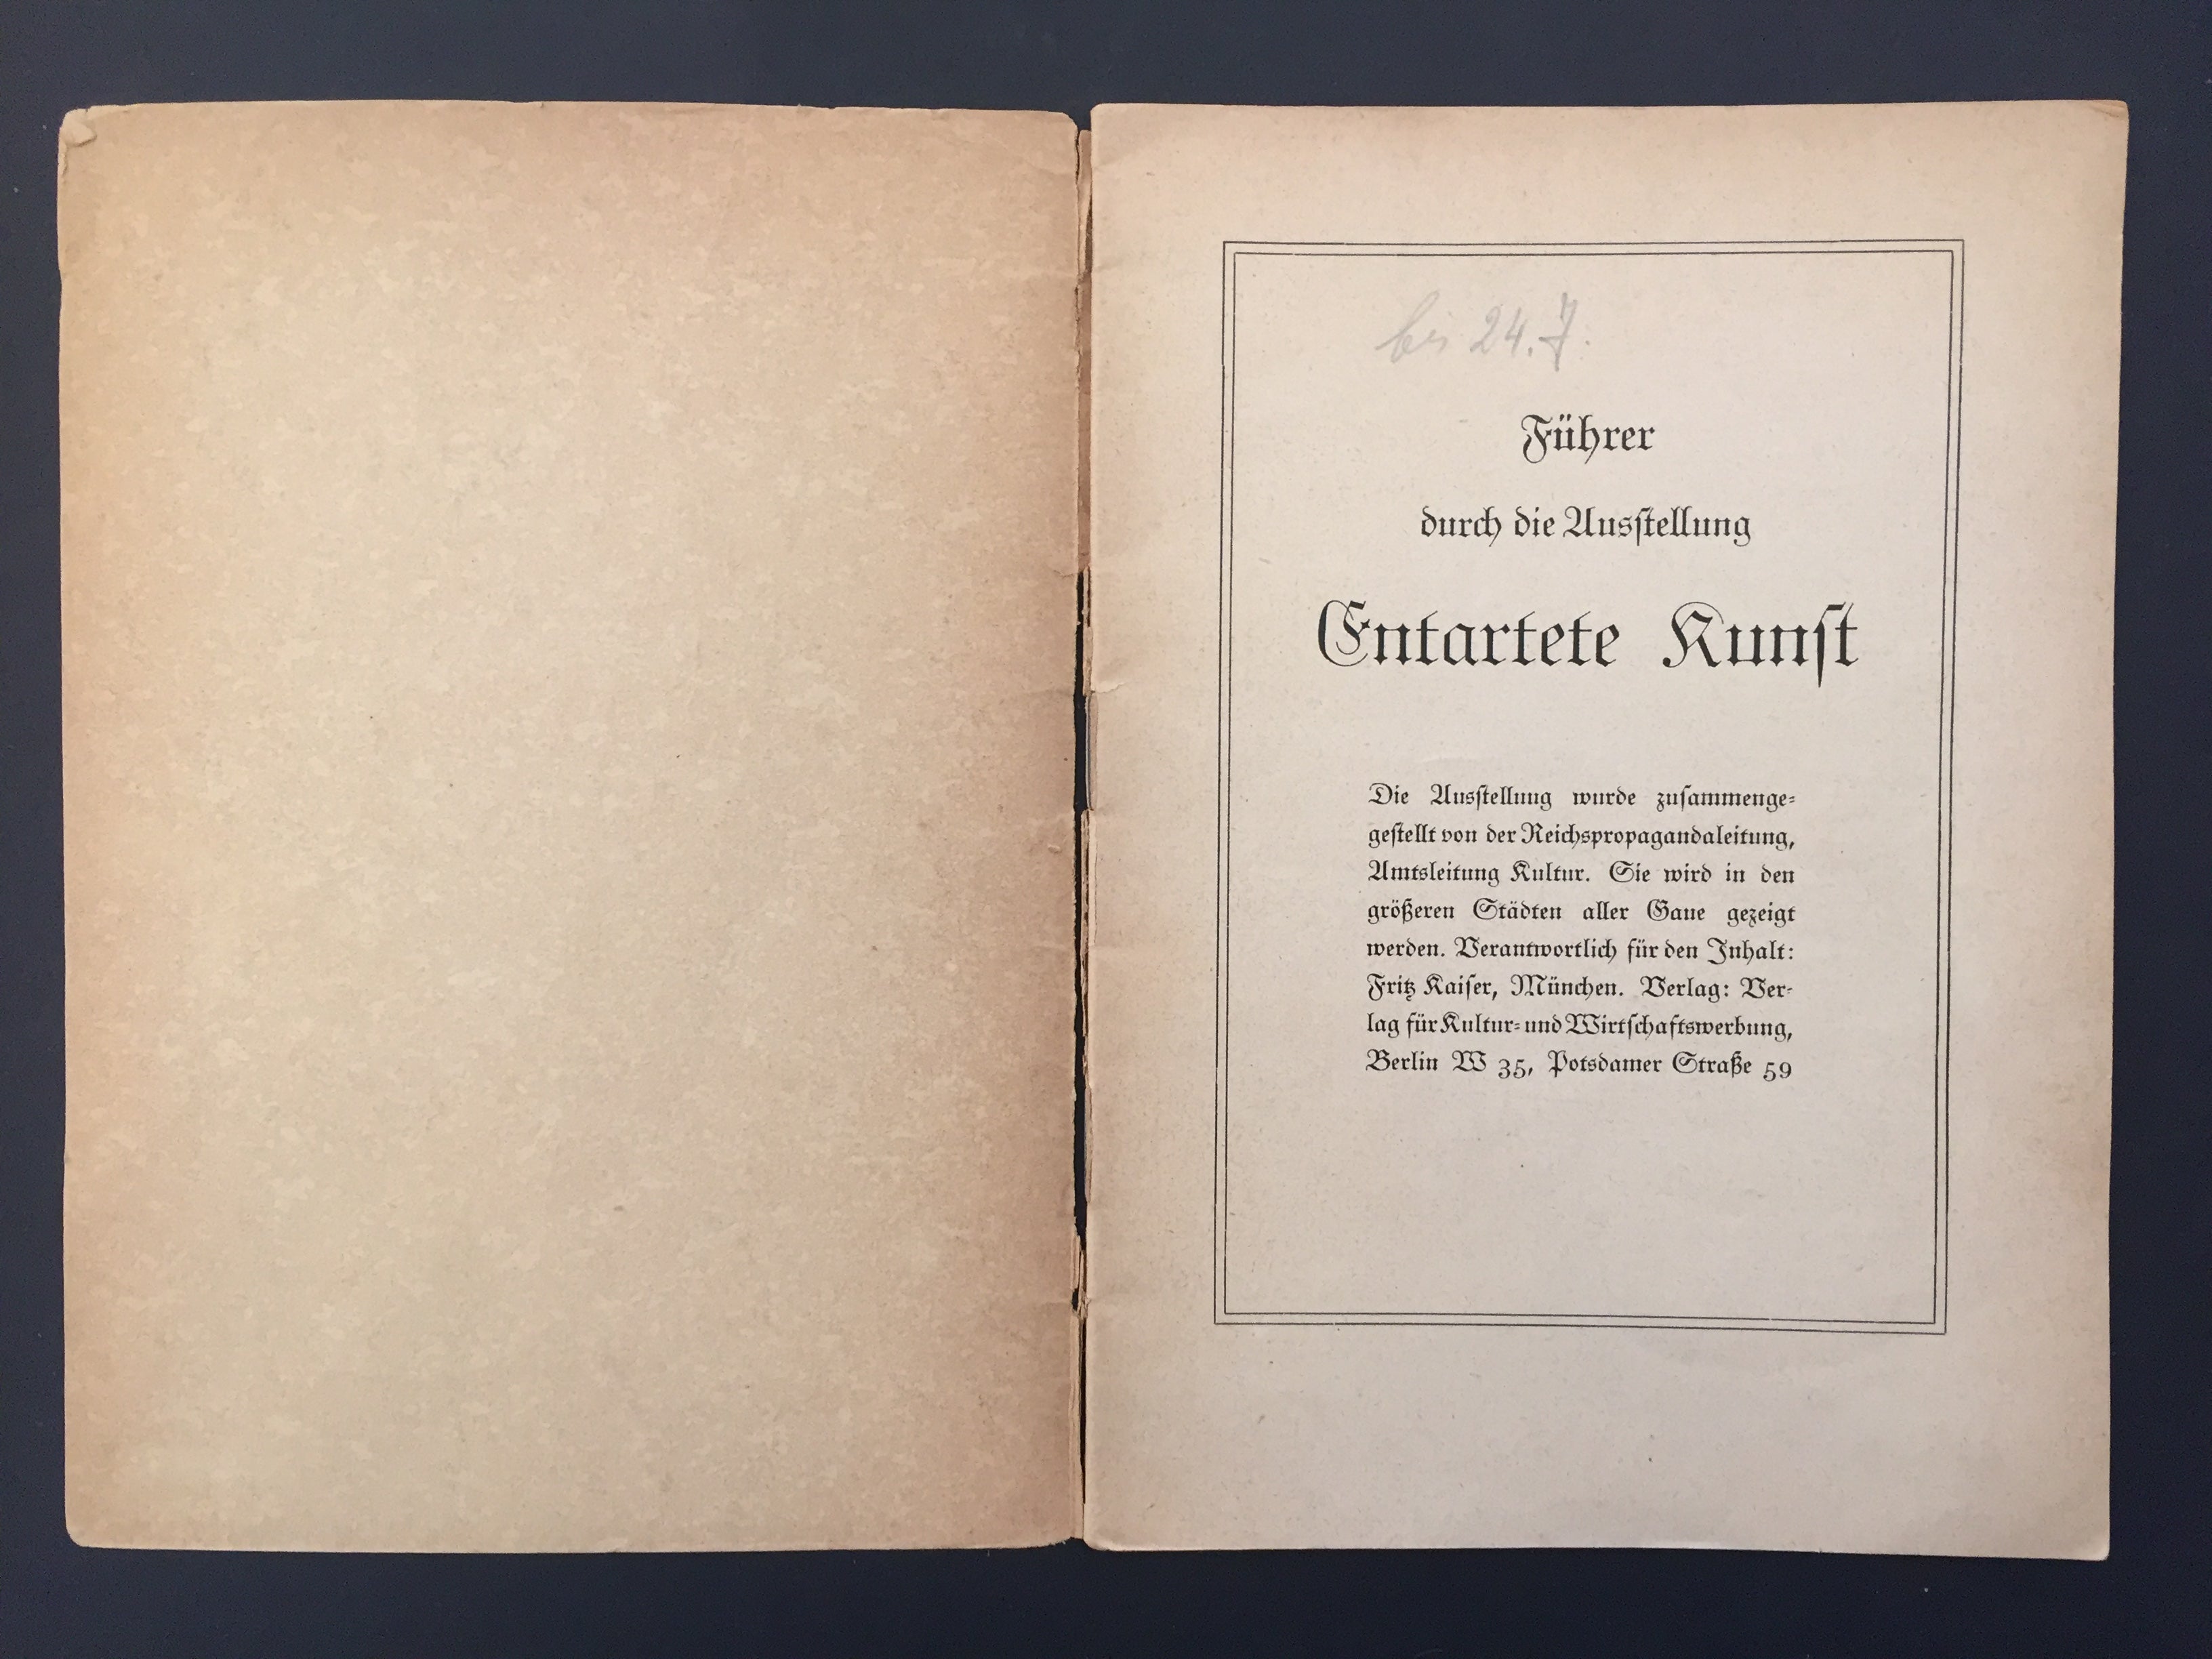 bis 24.7.
Führer
durch die Ausſtellung
Entartete Kunſt
Die Ausſtellung wurde zuſammenge-
geſtellt von der Reichspropagandaleitung,
Amtsleitung Kultur. Sie wird in den
größeren Städten aller Gaue gezeigt
werden. Verantwortlich für den Inhalt:
Fritz Kaiſer, München. Verlag: Ver-
lag für Kultur- und Wirtſchaftswerbung,
Berlin W 35, Potsdamer Straße 59